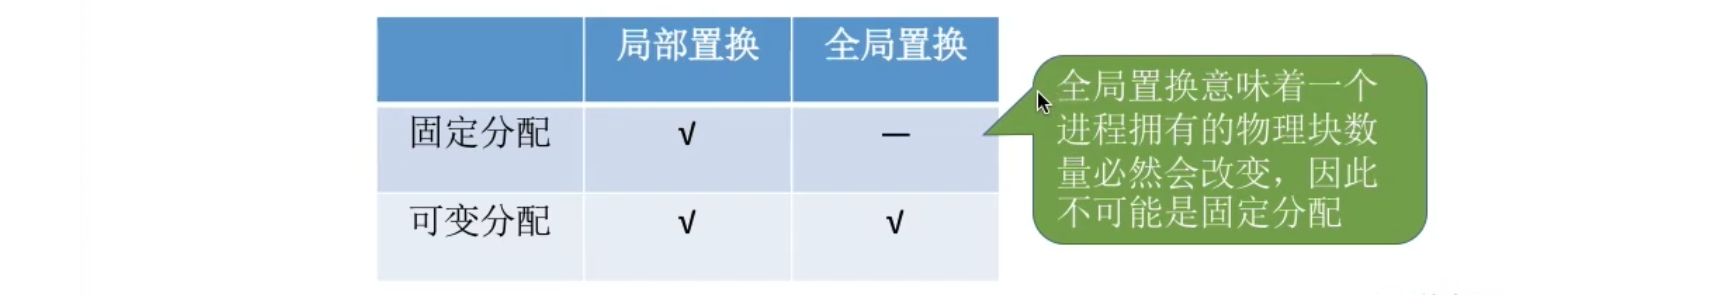 局部置换 全局置换
固定分配 √ —
可变分配 √ √
全局置换意味着一个
进程拥有的物理块数
量必然会改变，因此
不可能是固定分配